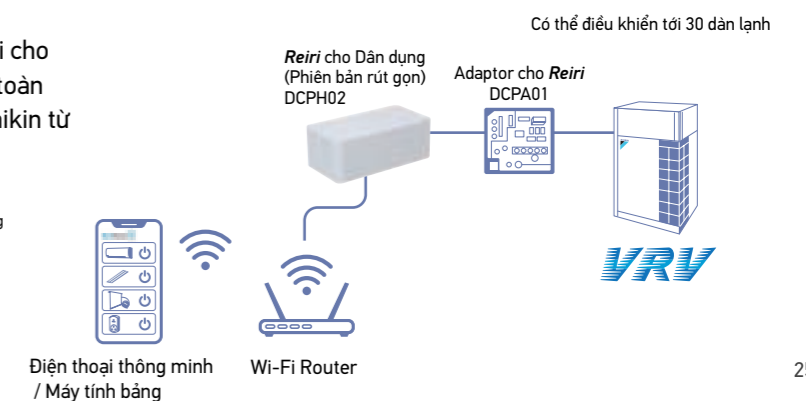 Có thể điều khiển tới 30 dàn lạnh
i cho
toàn
ikin từ
Reiri cho Dân dụng
(Phiên bản rút gọn)
DCPH02
Adaptor cho Reiri
DCPA01
VRV
Điện thoại thông minh
/ Máy tính bảng
Wi-Fi Router